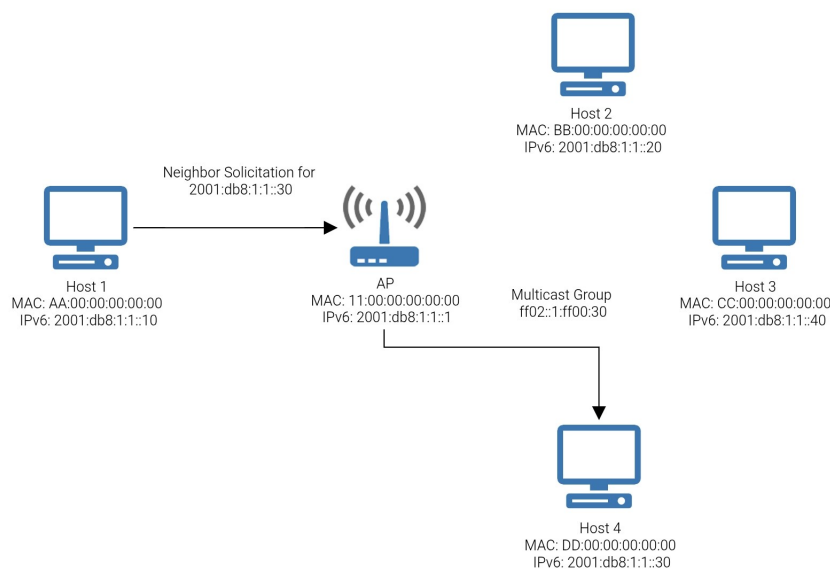 Host 2
MAC: BB:00:00:00:00:00
IPv6: 2001:db8:1:1::20
Neighbor Solicitation for
2001:db8:1:1::30
Host 1
MAC: AA:00:00:00:00:00
IPv6: 2001:db8:1:1::10
AP
MAC: 11:00:00:00:00:00
IPv6: 2001:db8:1:1::1
Multicast Group
ff02::1:ff00:30
Host 3
MAC: CC:00:00:00:00:00
IPv6: 2001:db8:1:1::40
Host 4
MAC: DD:00:00:00:00:00
IPv6: 2001:db8:1:1::30